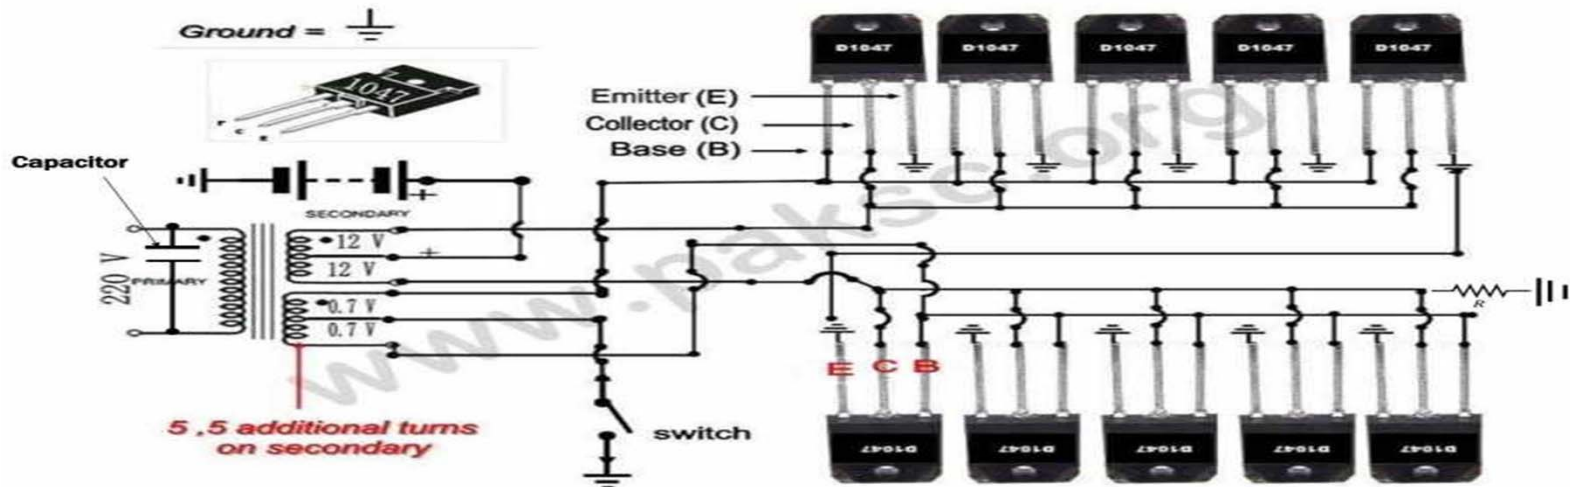 Ground =
D1047
D1047
D1047
D1047
D1047
1047
Emitter (E)
Collector (C)
Base (B)
Capacitor
+
SECONDARY
12 V
+
12 V
220 V
PRIMARY
0.7 V
0.7 V
R
E C B
www.paksc.org
5 ,5 additional turns
on secondary
switch
D1047
D1047
D1047
D1047
D1047